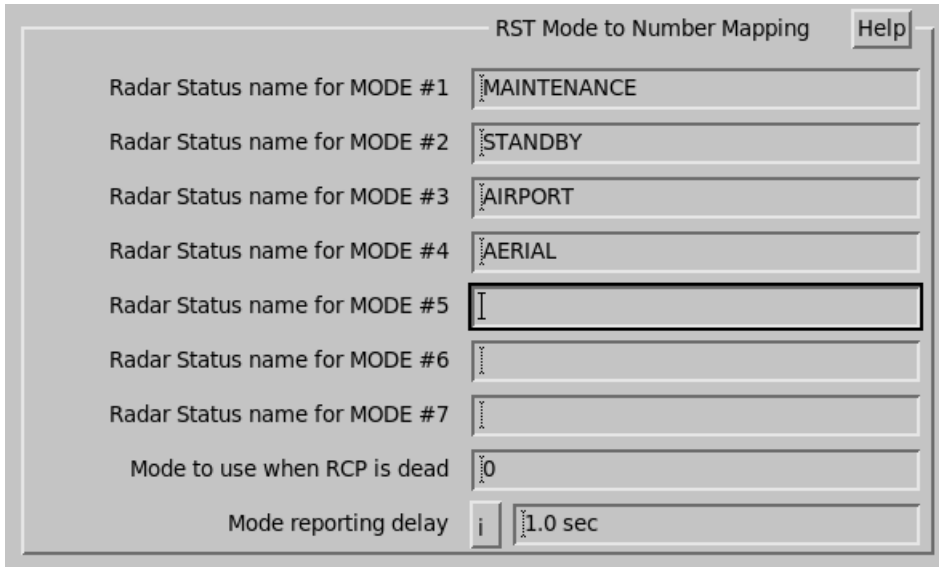 RST Mode to Number Mapping Help
Radar Status name for MODE #1 MAINTENANCE
Radar Status name for MODE #2 STANDBY
Radar Status name for MODE #3 AIRPORT
Radar Status name for MODE #4 AERIAL
Radar Status name for MODE #5
Radar Status name for MODE #6
Radar Status name for MODE #7
Mode to use when RCP is dead 0
Mode reporting delay i 1.0 sec